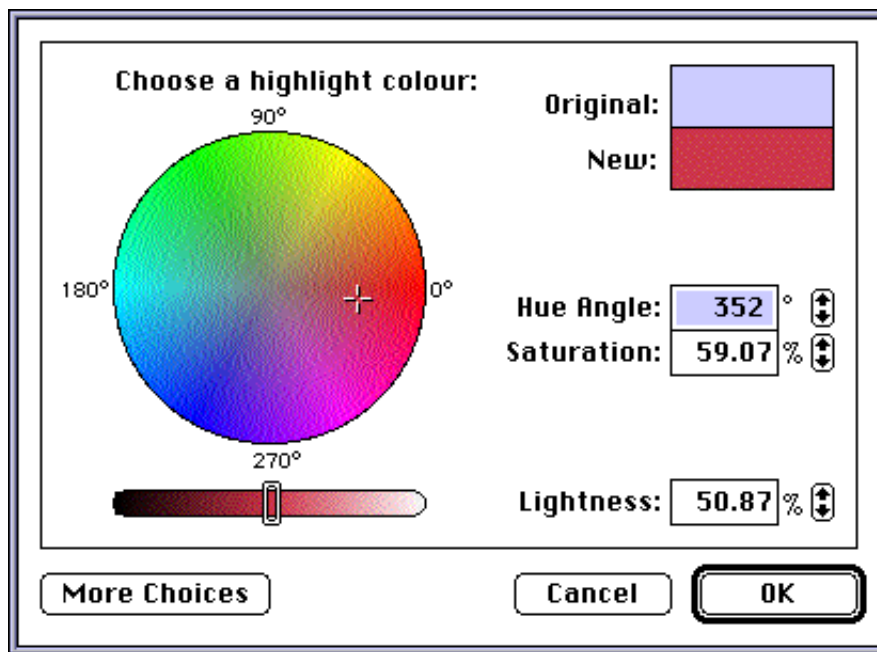 Choose a highlight colour:
90°
180°
0°
270°
Original:
New:
Hue Angle: 352 °
Saturation: 59.07 %
Lightness: 50.87 %
More Choices
Cancel
OK